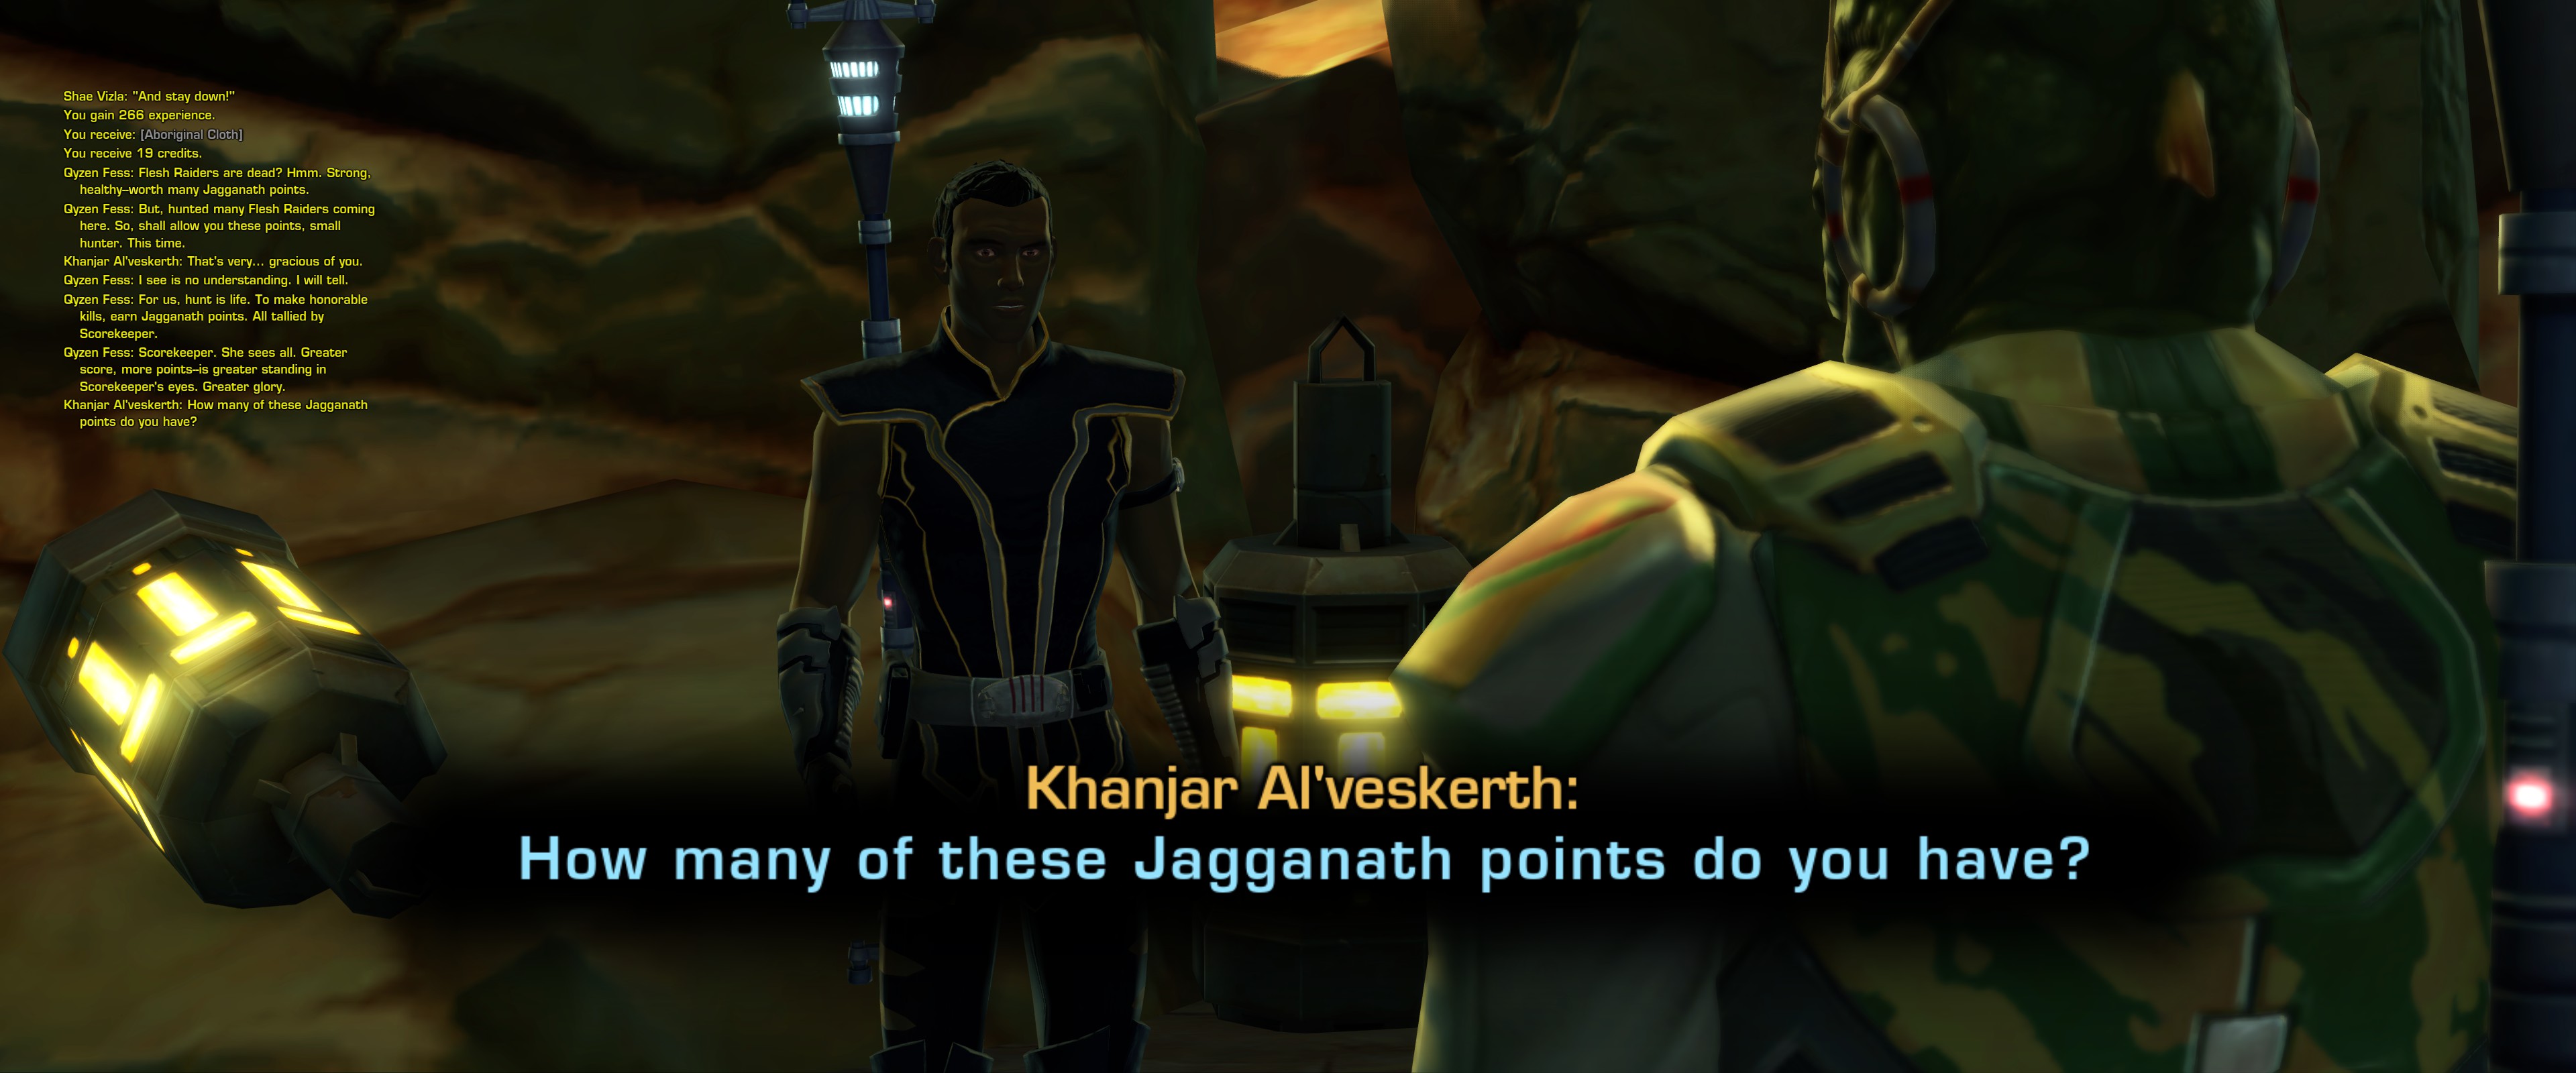 Shae Vizla: "And stay down!"
You gain 266 experience.
You receive: [Aboriginal Cloth]
You receive 19 credits.
Qyzen Fess: Flesh Raiders are dead? Hmm. Strong,
healthy–worth many Jagganath points.
Qyzen Fess: But, hunted many Flesh Raiders coming
here. So, shall allow you these points, small
hunter. This time.
Khanjar Al'veskerth: That's very... gracious of you.
Qyzen Fess: I see is no understanding. I will tell.
Qyzen Fess: For us, hunt is life. To make honorable
kills, earn Jagganath points. All tallied by
Scorekeeper.
Qyzen Fess: Scorekeeper. She sees all. Greater
score, more points–is greater standing in
Scorekeeper's eyes. Greater glory.
Khanjar Al'veskerth: How many of these Jagganath
points do you have?
Khanjar Al'veskerth:
How many of these Jagganath points do you have?